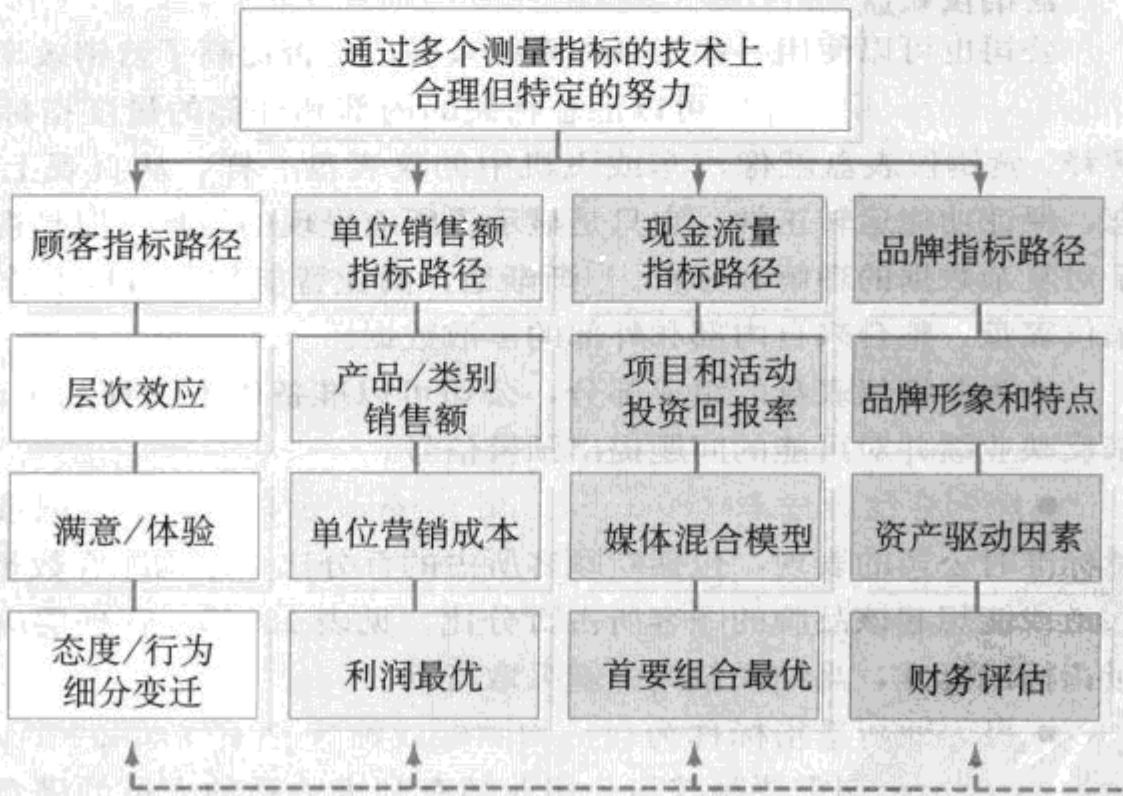 通过多个测量指标的技术上
合理但特定的努力
顾客指标路径
单位销售额
指标路径
现金流量
指标路径
品牌指标路径
层次效应
产品/类别
销售额
项目和活动
投资回报率
品牌形象和特点
满意/体验
单位营销成本
媒体混合模型
资产驱动因素
态度/行为
细分变迁
利润最优
首要组合最优
财务评估